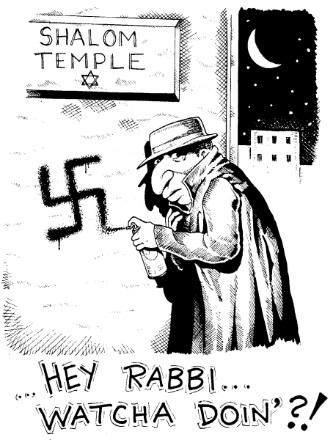 SHALOM
TEMPLE
... HEY RABBI...
WATCHA DOIN'?!